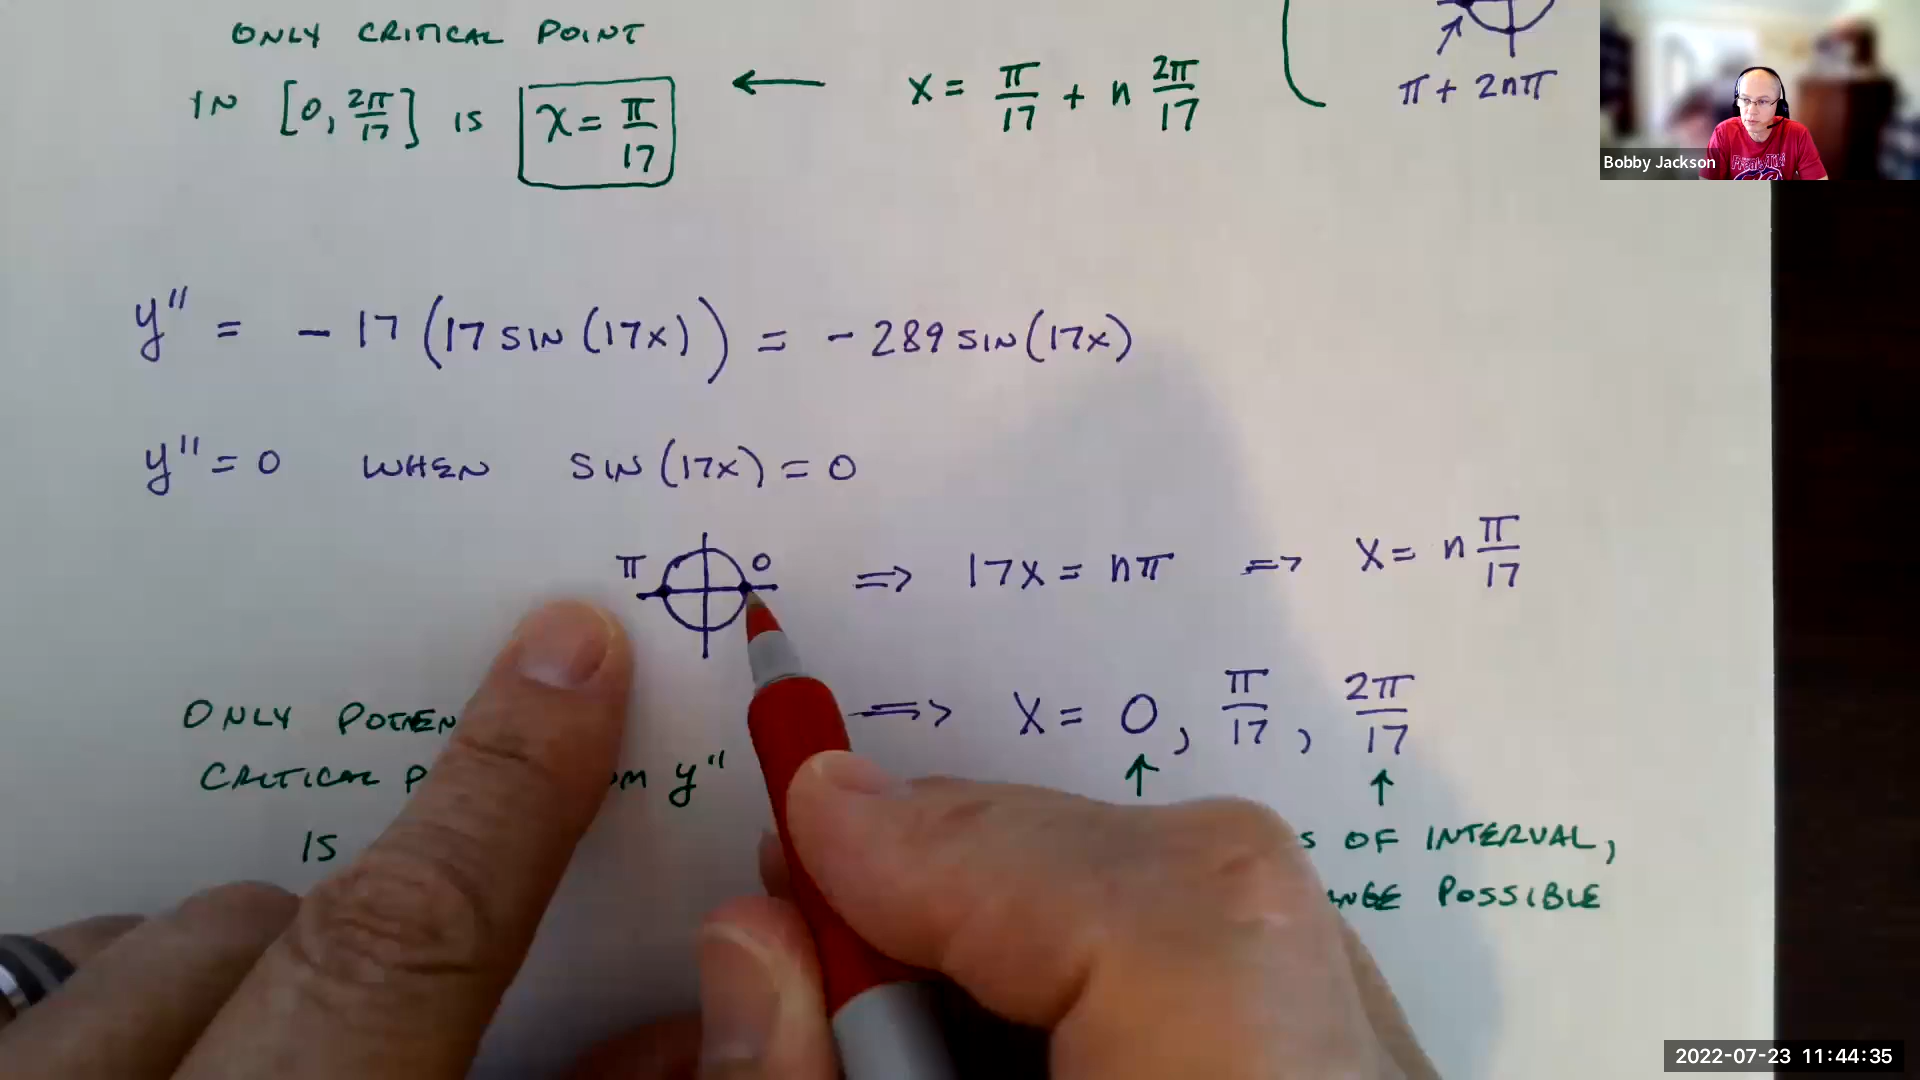 ONLY CRITICAL POINT
IN [0, 2π/17] IS x = π/17 ← x = π/17 + n 2π/17
π + 2nπ
Bobby Jackson
y'' = - 17 (17 SIN (17x)) = - 289 SIN (17x)
y'' = 0 WHEN SIN (17x) = 0
π 0 => 17x = nπ => x = n π/17
ONLY => x = 0, π/17, 2π/17
CRITICAL y''
IS OF INTERVAL,
POSSIBLE
2022-07-23 11:44:35